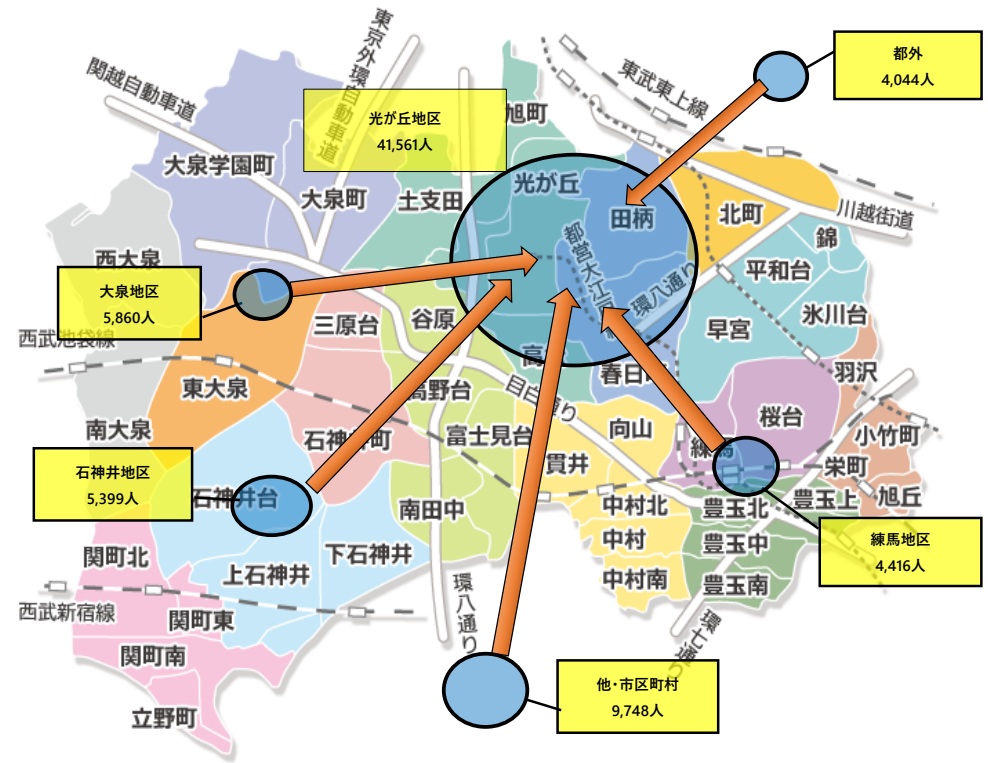 東京外環自動車道
関越自動車道
東武東上線
都外
4,044人
光が丘地区
41,561人
旭町
大泉学園町
大泉町
土支田
光が丘
田柄
北町
川越街道
錦
都営大江
環八通り
平和台
西大泉
大泉地区
5,860人
三原台
谷原
早宮
氷川台
西武池袋線
高
春日町
羽沢
東大泉
高野台
目白通り
桜台
南大泉
石神井町
富士見台
向山
練馬
小竹町
石神井地区
5,399人
貫井
栄町
石神井台
南田中
中村北
豊玉北
豊玉上
旭丘
関町北
上石神井
下石神井
中村
豊玉中
練馬地区
4,416人
中村南
豊玉南
西武新宿線
関町東
環八通り
環七通り
関町南
立野町
他・市区町村
9,748人